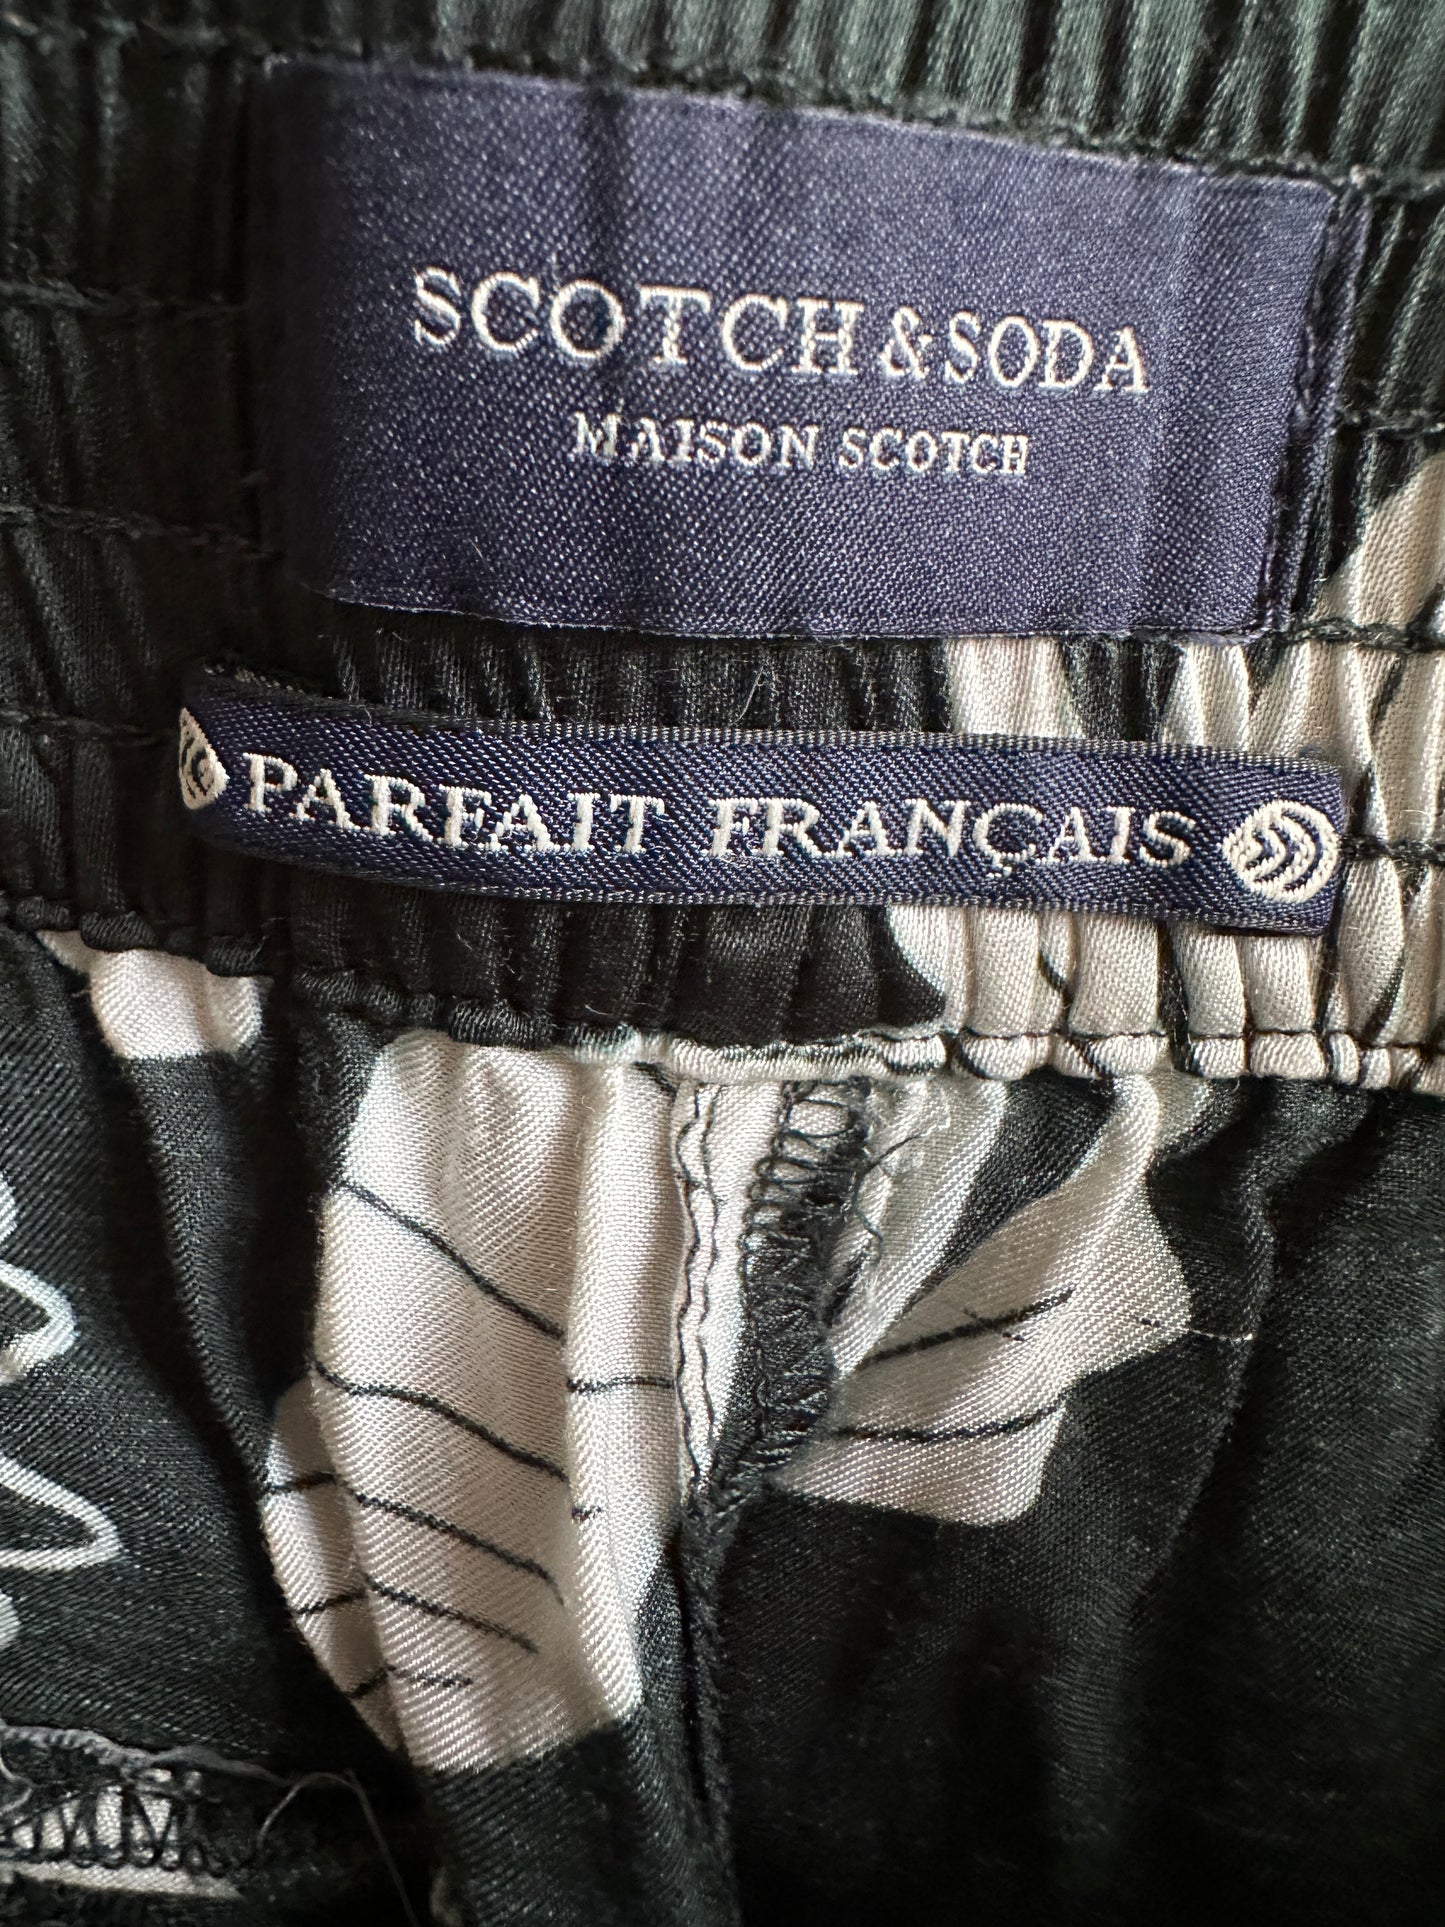 SCOTCH & SODA
MAISON SCOTCH
PARFAIT FRANÇAIS